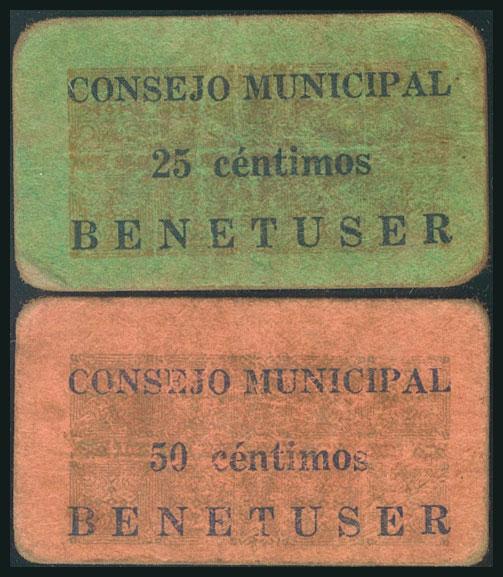 CONSEJO MUNICIPAL
25 céntimos
BENETUSER
CONSEJO MUNICIPAL
50 céntimos
BENETUSER